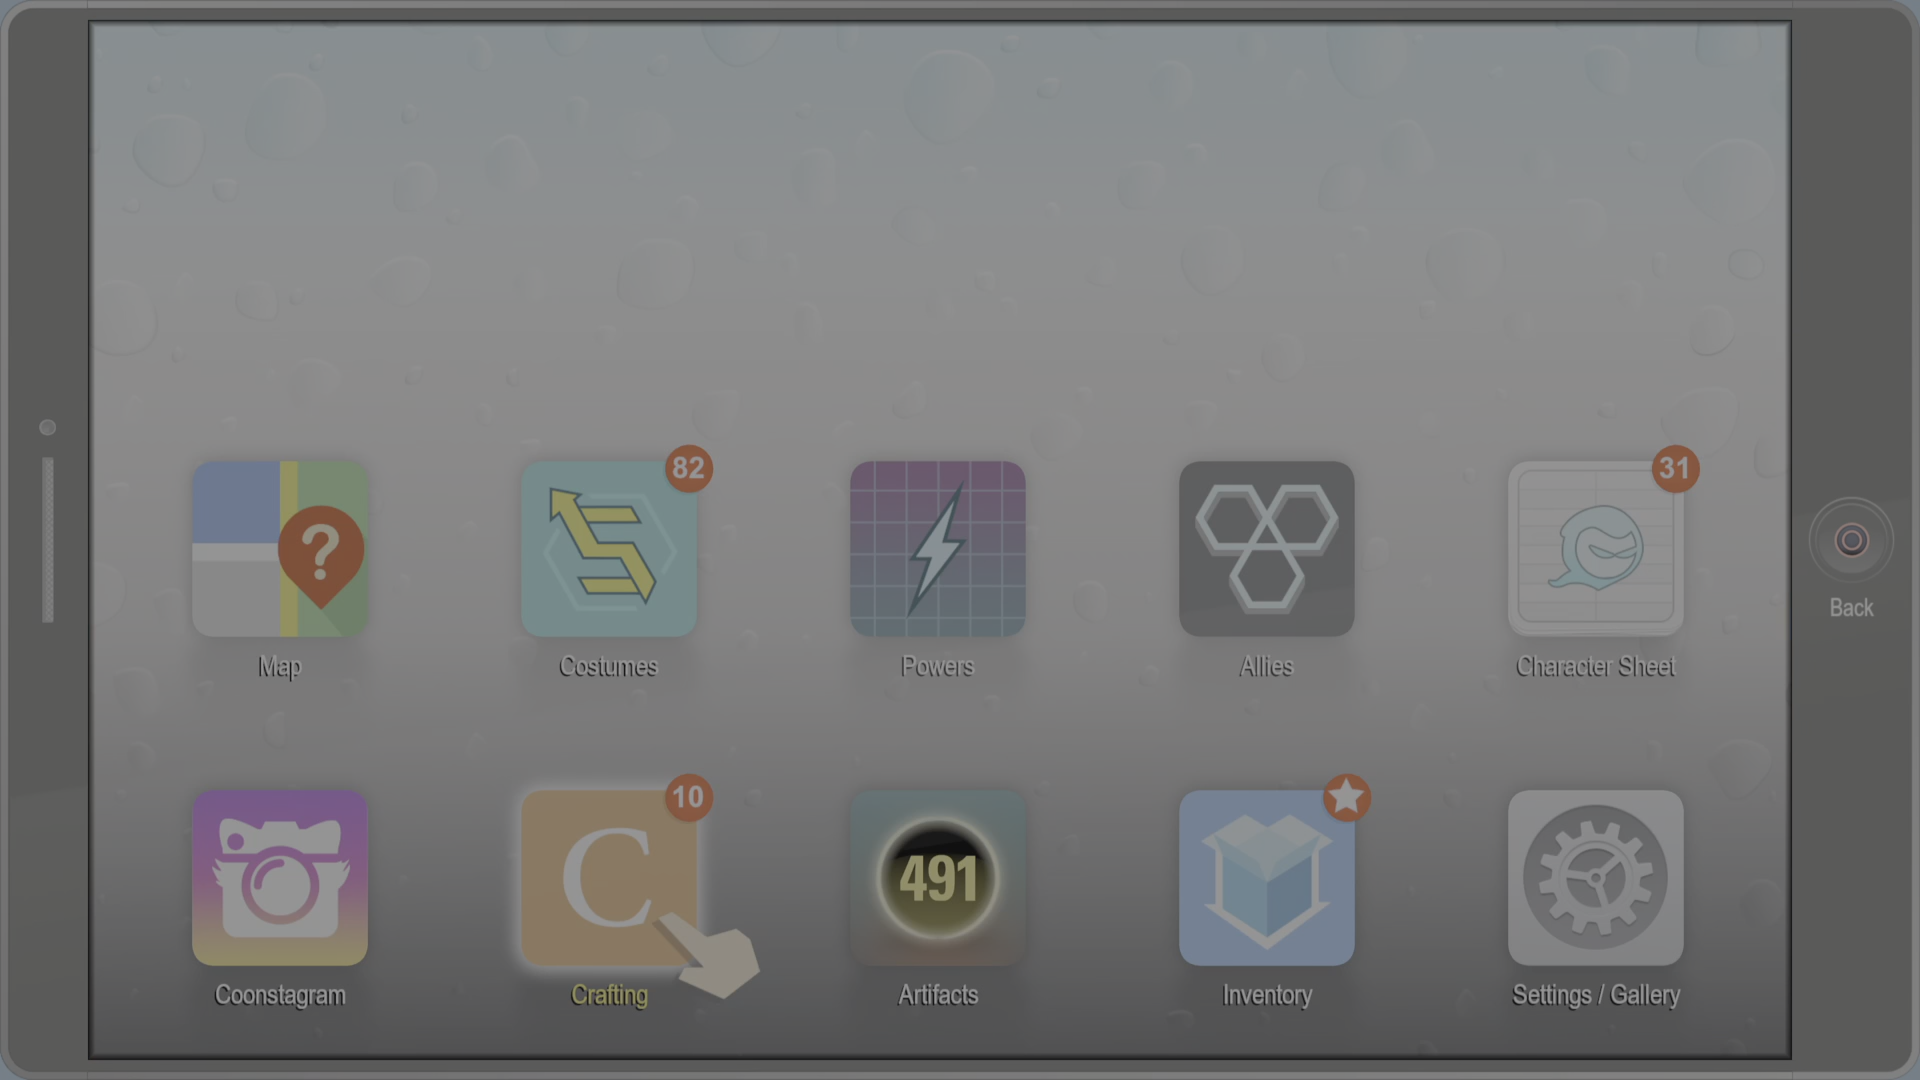 82
31
?
Map
Costumes
Powers
Allies
Character Sheet
Back
10
C
491
Coonstagram
Crafting
Artifacts
Inventory
Settings / Gallery